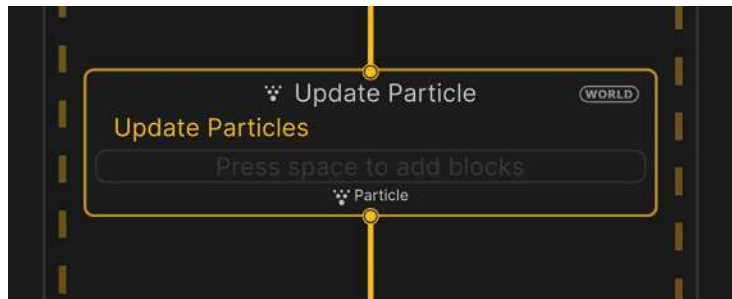 Update Particle
WORLD
Update Particles
Press space to add blocks
Particle